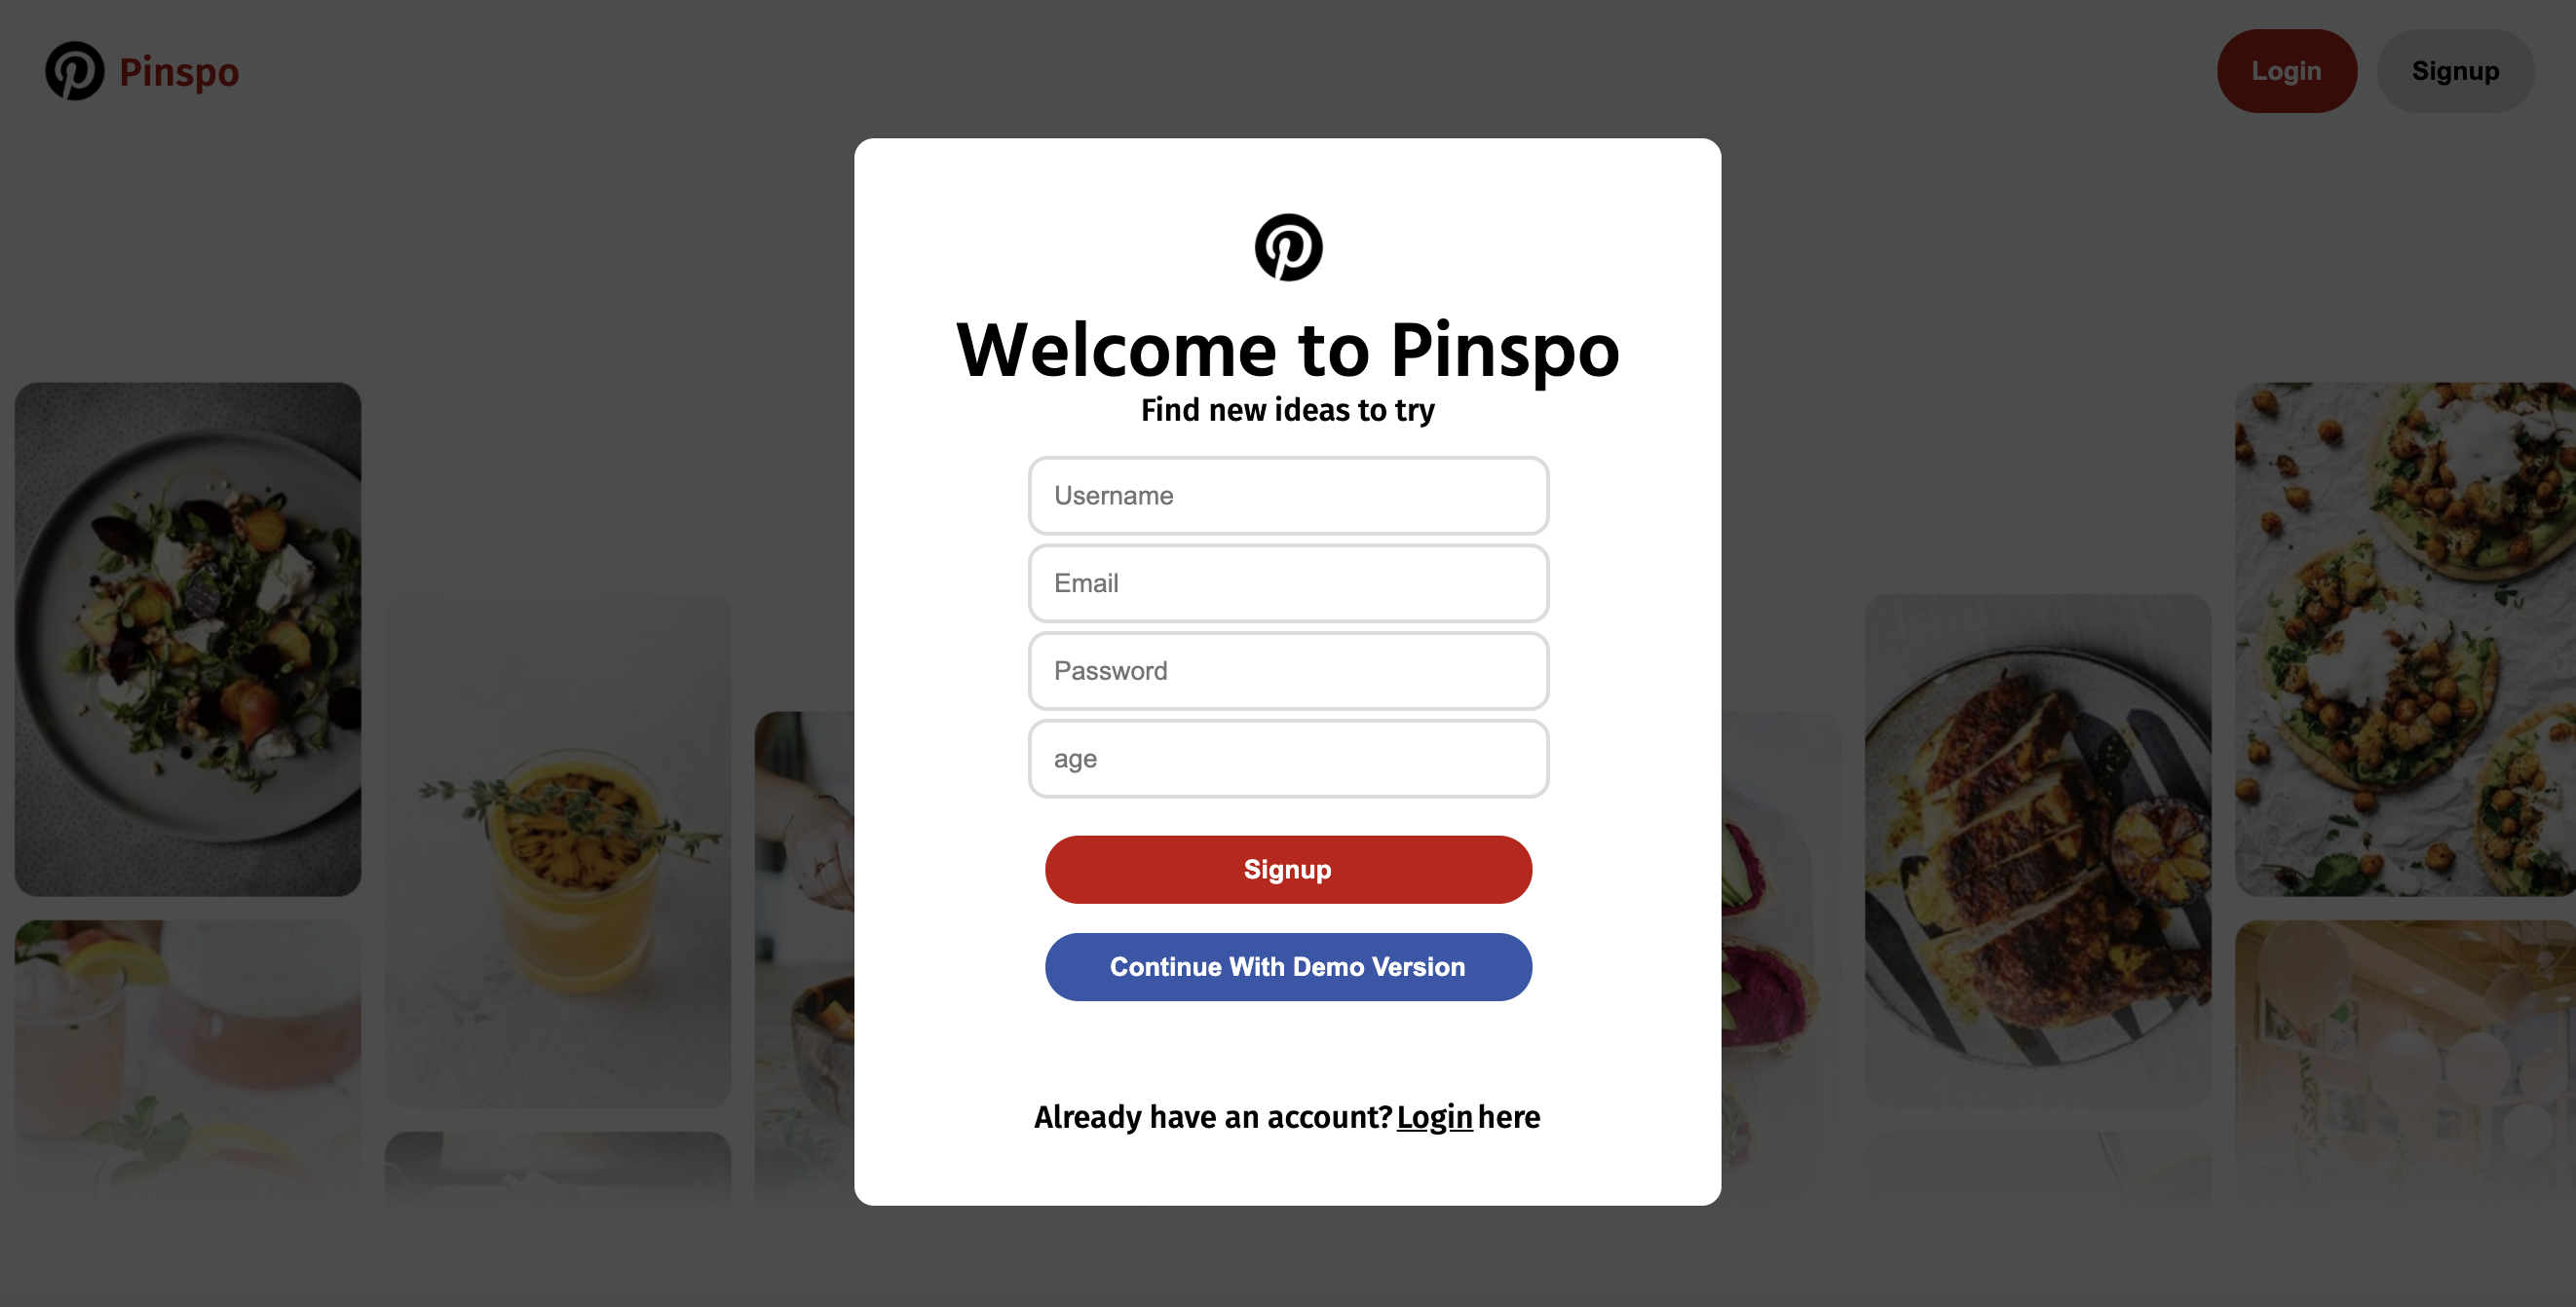 Pinspo
Login
Signup
Welcome to Pinspo
Find new ideas to try
Username
Email
Password
age
Signup
Continue With Demo Version
Already have an account? Login here